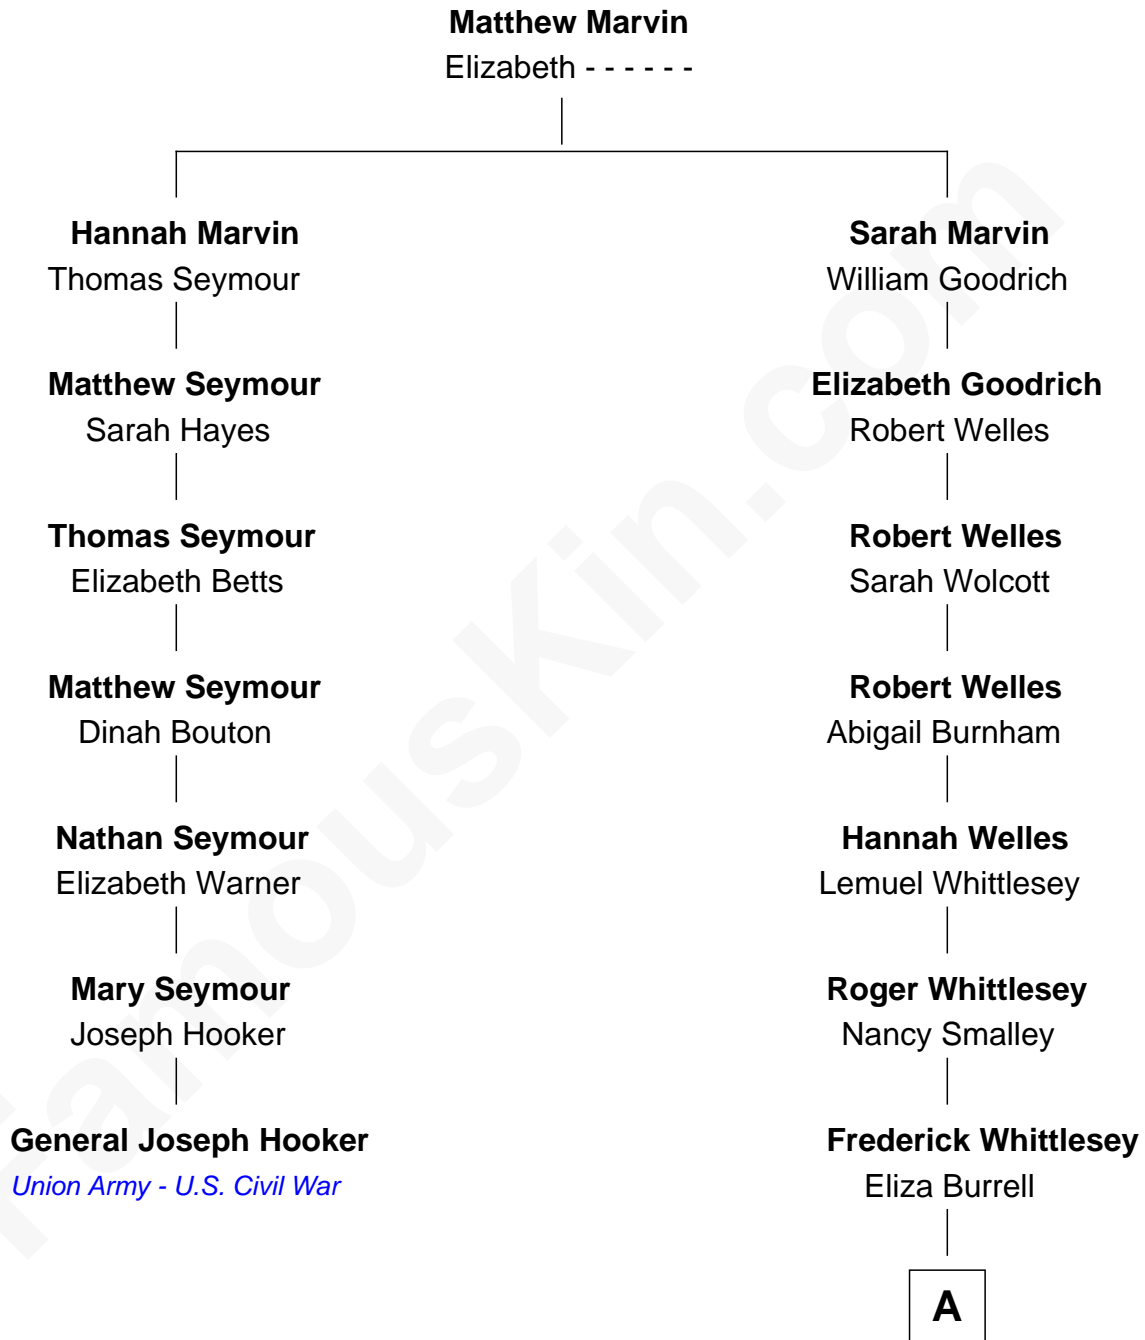 Matthew Marvin
Elizabeth - - - - - -
Hannah Marvin
Thomas Seymour
Sarah Marvin
William Goodrich
Matthew Seymour
Sarah Hayes
Elizabeth Goodrich
Robert Welles
Thomas Seymour
Elizabeth Betts
Robert Welles
Sarah Wolcott
Matthew Seymour
Dinah Bouton
Robert Welles
Abigail Burnham
Nathan Seymour
Elizabeth Warner
Hannah Welles
Lemuel Whittlesey
Mary Seymour
Joseph Hooker
Roger Whittlesey
Nancy Smalley
General Joseph Hooker
Union Army - U.S. Civil War
Frederick Whittlesey
Eliza Burrell
A
FamousKin.com